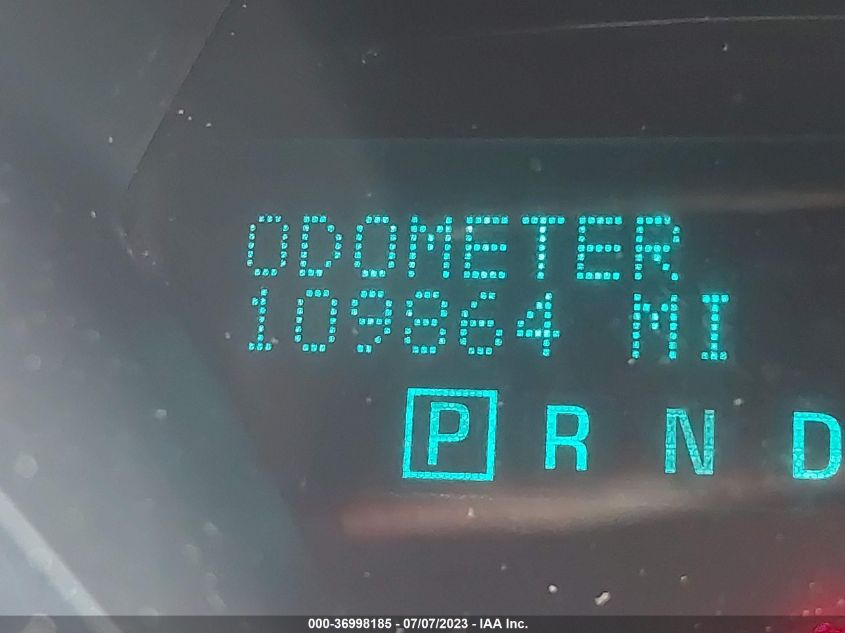 ODOMETER
109864 MI
P R N D
000-36998185 - 07/07/2023 - IAA Inc.